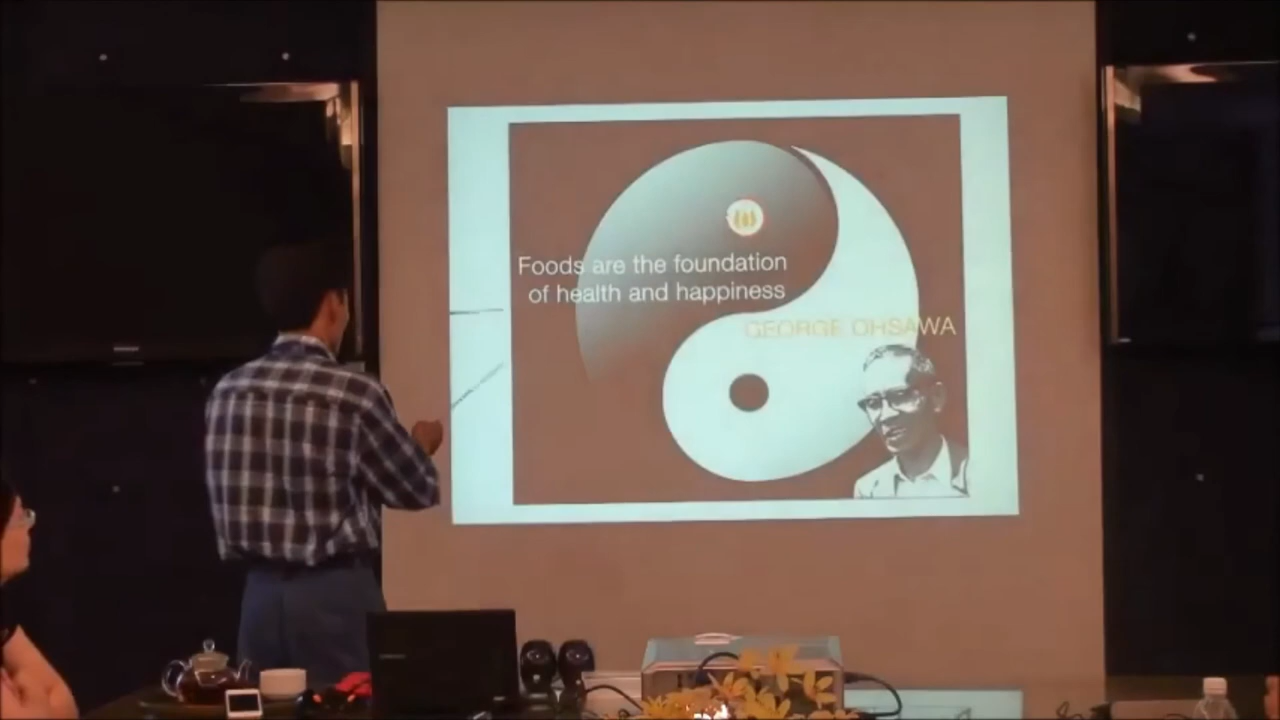 Foods are the foundation
of health and happiness
GEORGE OHSAWA